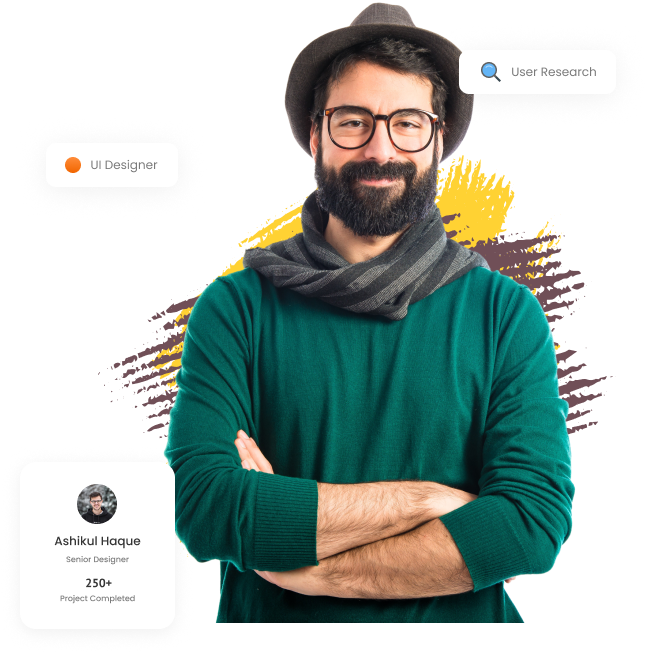 User Research
UI Designer
Ashikul Haque
Senior Designer
250+
Project Completed